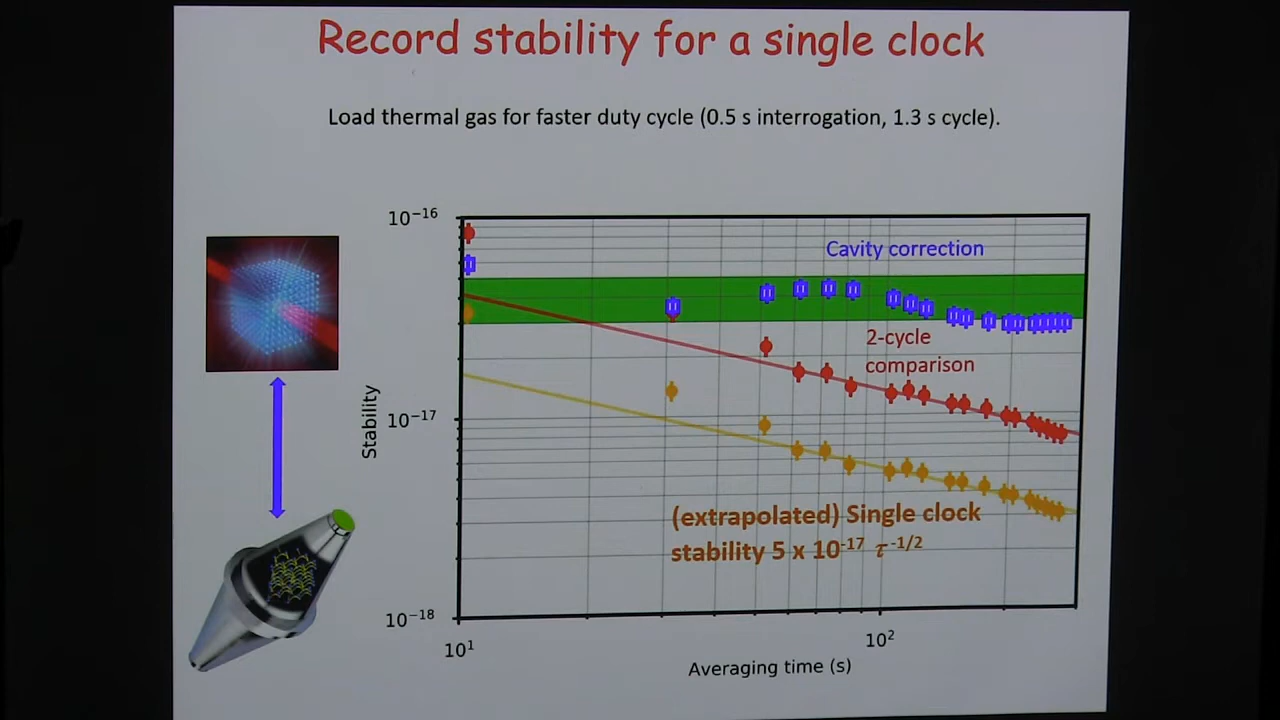 Record stability for a single clock
Load thermal gas for faster duty cycle (0.5 s interrogation, 1.3 s cycle).
10⁻¹⁶
Cavity correction
2-cycle
comparison
Stability
10⁻¹⁷
(extrapolated) Single clock
stability 5 x 10⁻¹⁷ τ⁻¹/²
10⁻¹⁸
10¹
10²
Averaging time (s)